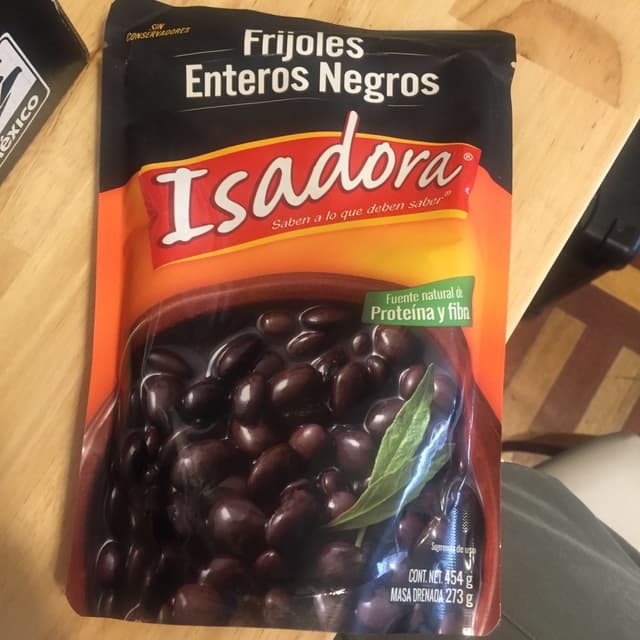 SIN
CONSERVADORES
Frijoles
Enteros Negros
Isadora®
Saben a lo que deben saber®
Fuente natural de
Proteína y fibra
CONT. NET. 454 g
MASA DRENADA 273 g
éxico